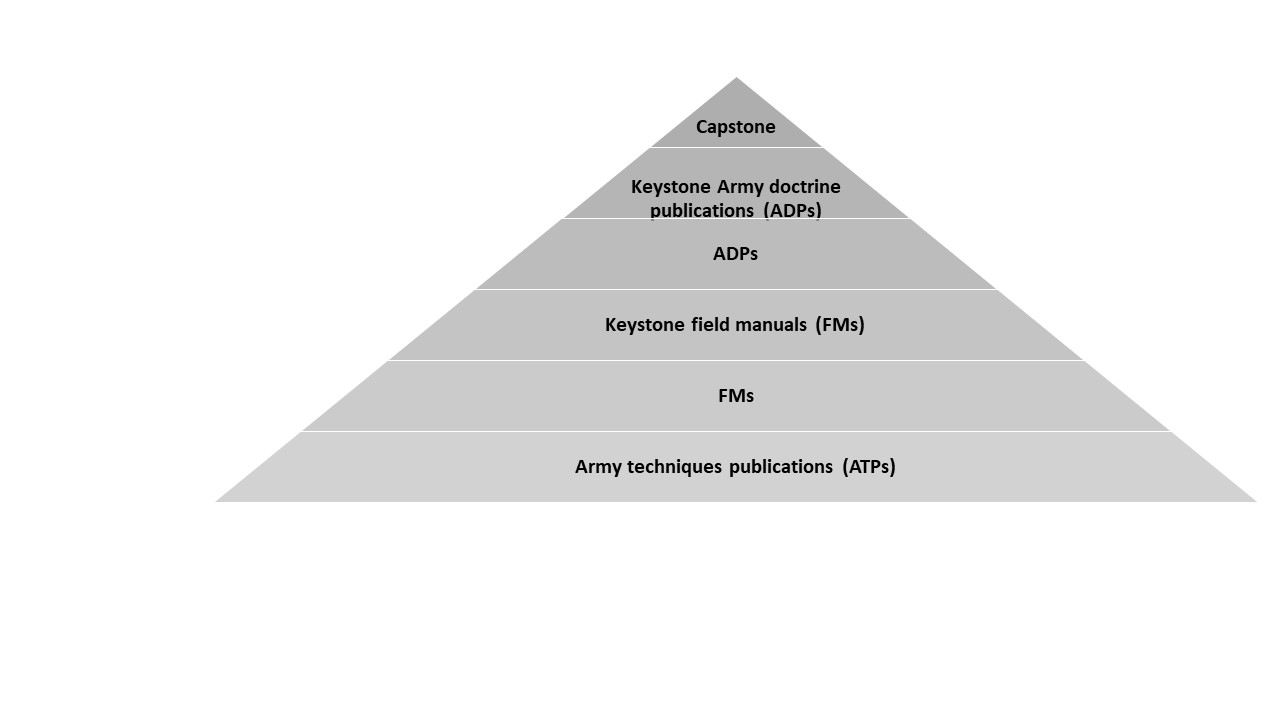 Capstone
Keystone Army doctrine
publications (ADPs)
ADPs
Keystone field manuals (FMs)
FMs
Army techniques publications (ATPs)